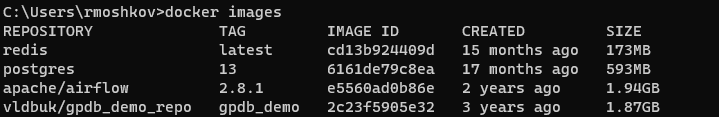 C:\Users\rmoshkov>docker images
REPOSITORY TAG IMAGE ID CREATED SIZE
redis latest cd13b924409d 15 months ago 173MB
postgres 13 6161de79c8ea 17 months ago 593MB
apache/airflow 2.8.1 e5560ad0b86e 2 years ago 1.94GB
vldbuk/gpdb_demo_repo gpdb_demo 2c23f5905e32 3 years ago 1.87GB